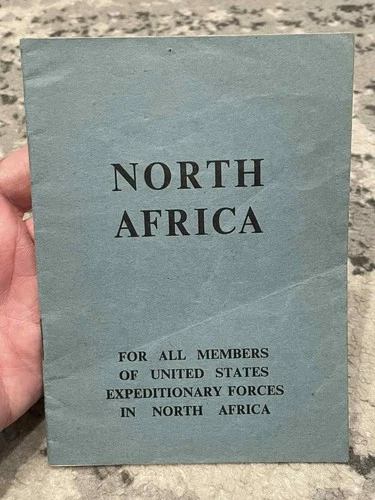 NORTH
AFRICA
FOR ALL MEMBERS
OF UNITED STATES
EXPEDITIONARY FORCES
IN NORTH AFRICA